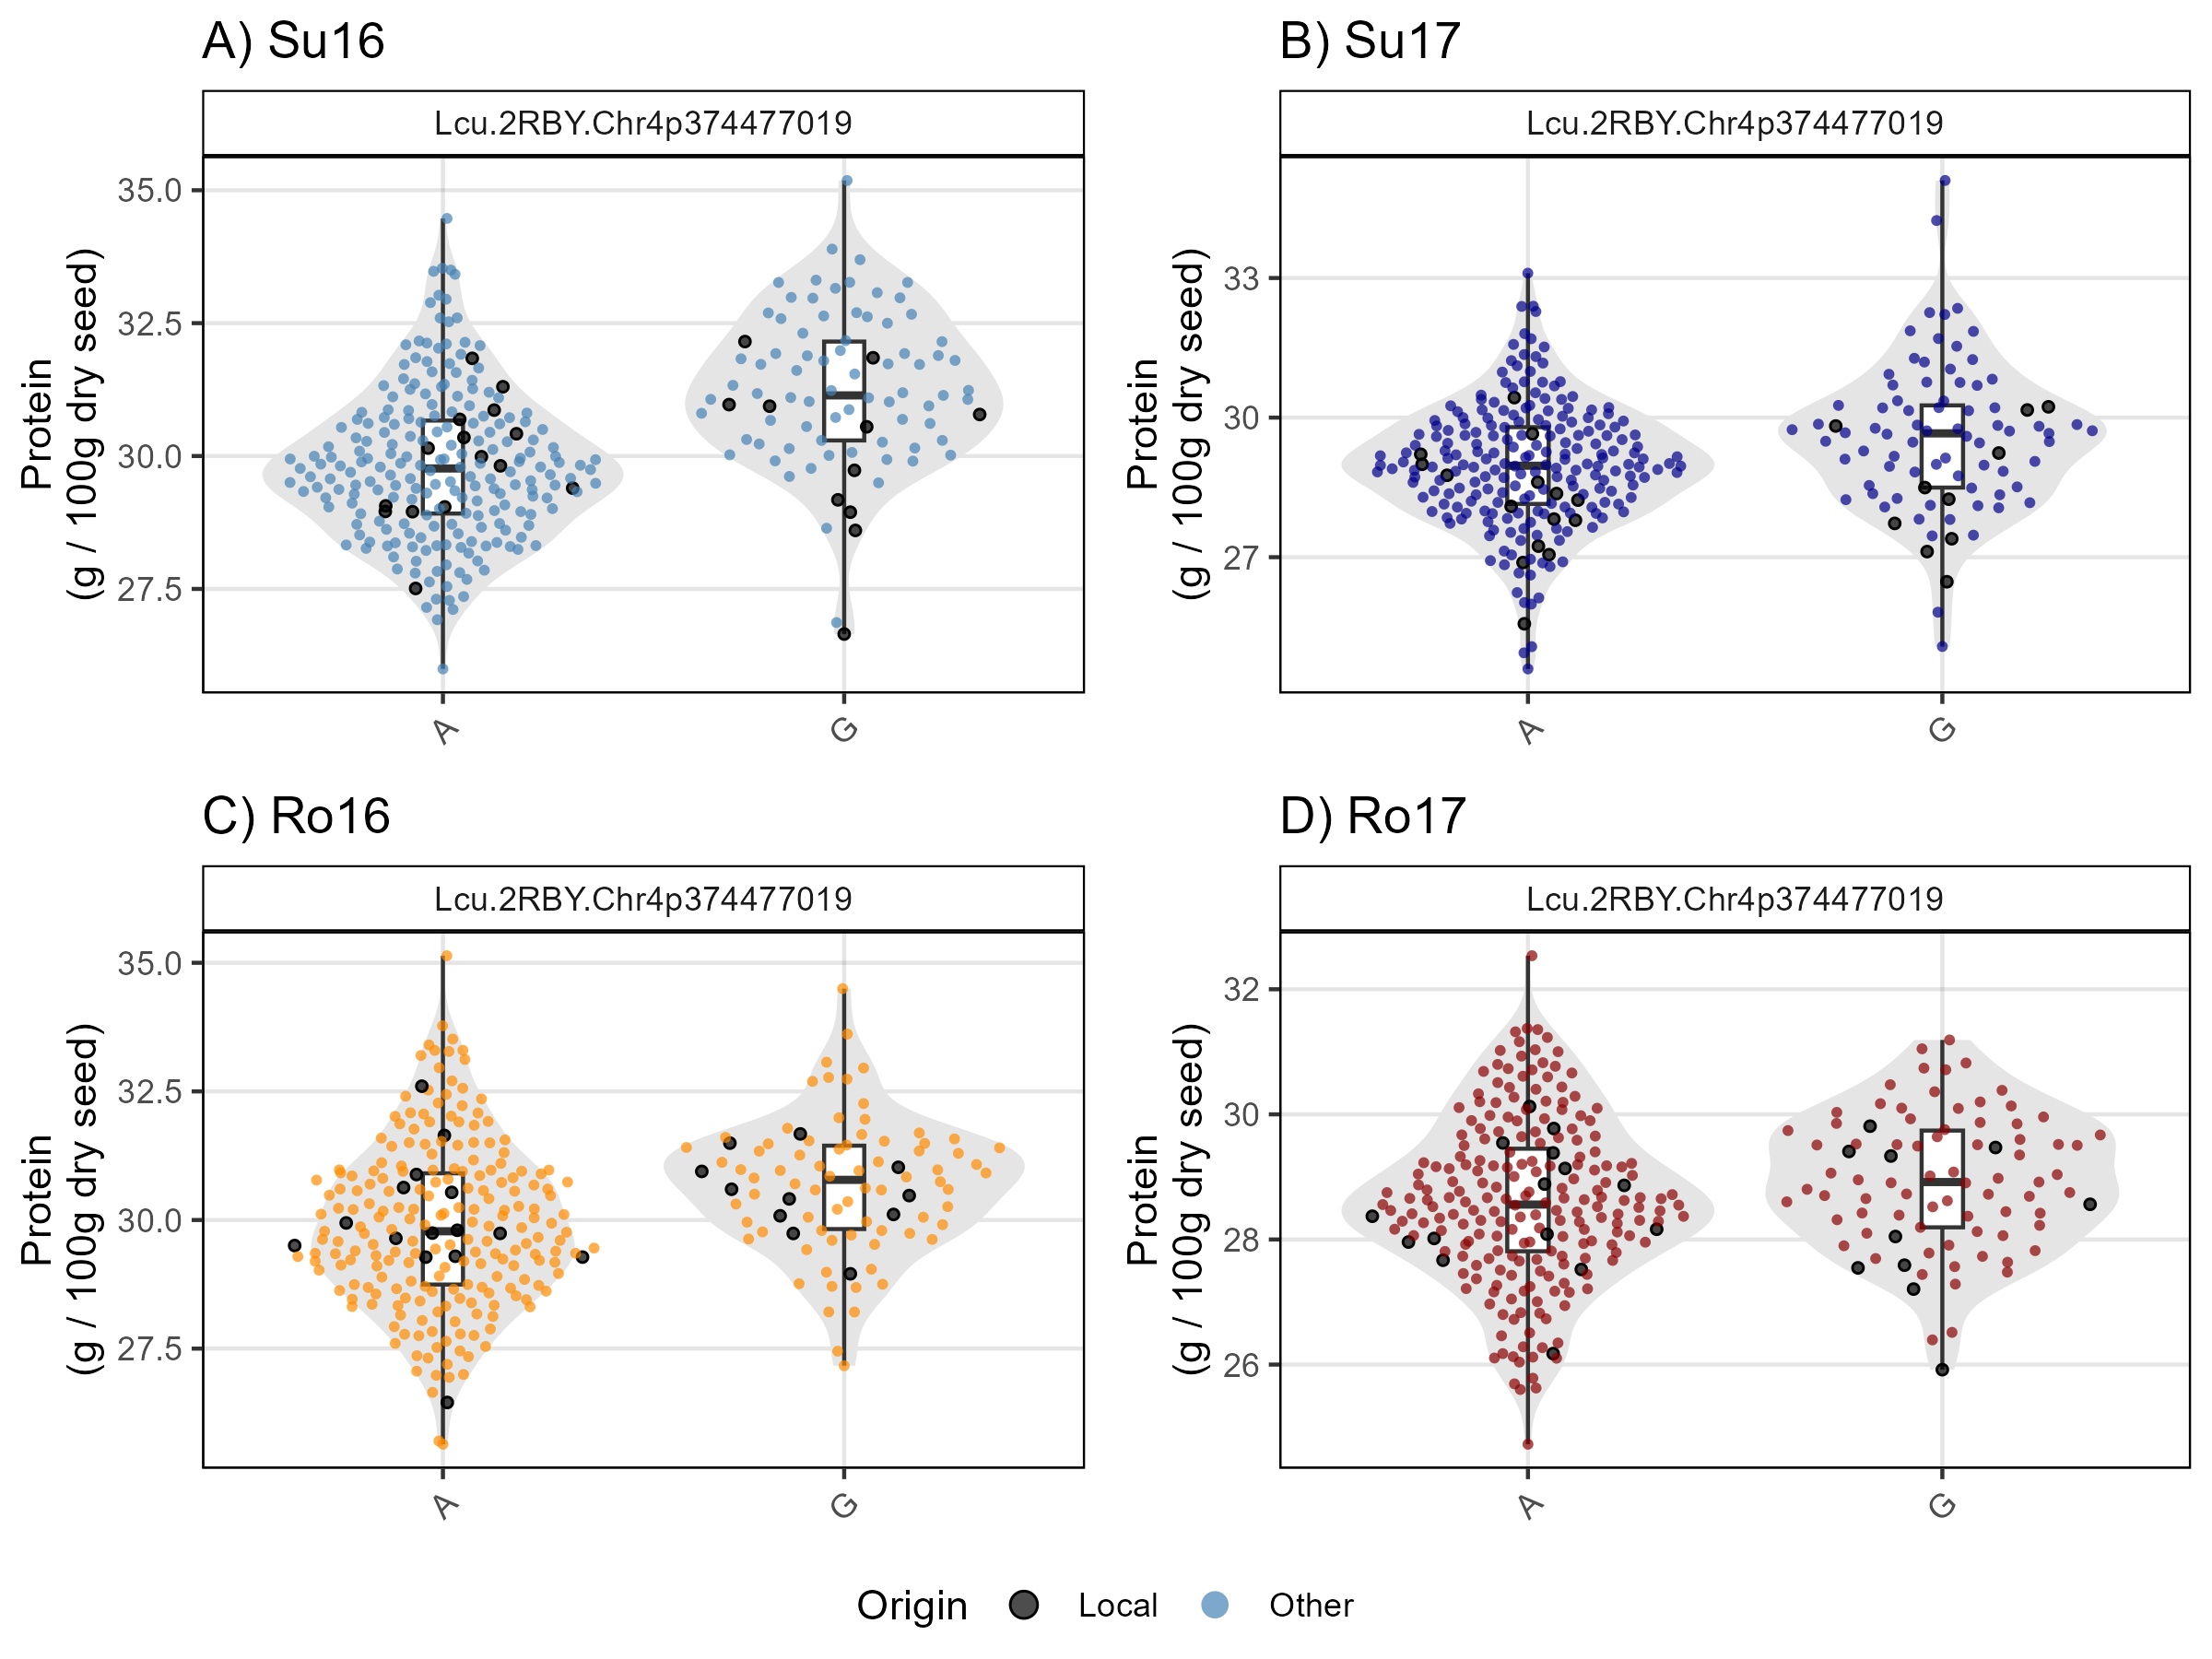 A) Su16
Lcu.2RBY.Chr4p374477019
Protein
(g / 100g dry seed)
35.0
32.5
30.0
27.5
A
G
B) Su17
Lcu.2RBY.Chr4p374477019
Protein
(g / 100g dry seed)
33
30
27
A
G
C) Ro16
Lcu.2RBY.Chr4p374477019
Protein
(g / 100g dry seed)
35.0
32.5
30.0
27.5
A
G
D) Ro17
Lcu.2RBY.Chr4p374477019
Protein
(g / 100g dry seed)
32
30
28
26
A
G
Origin Local Other